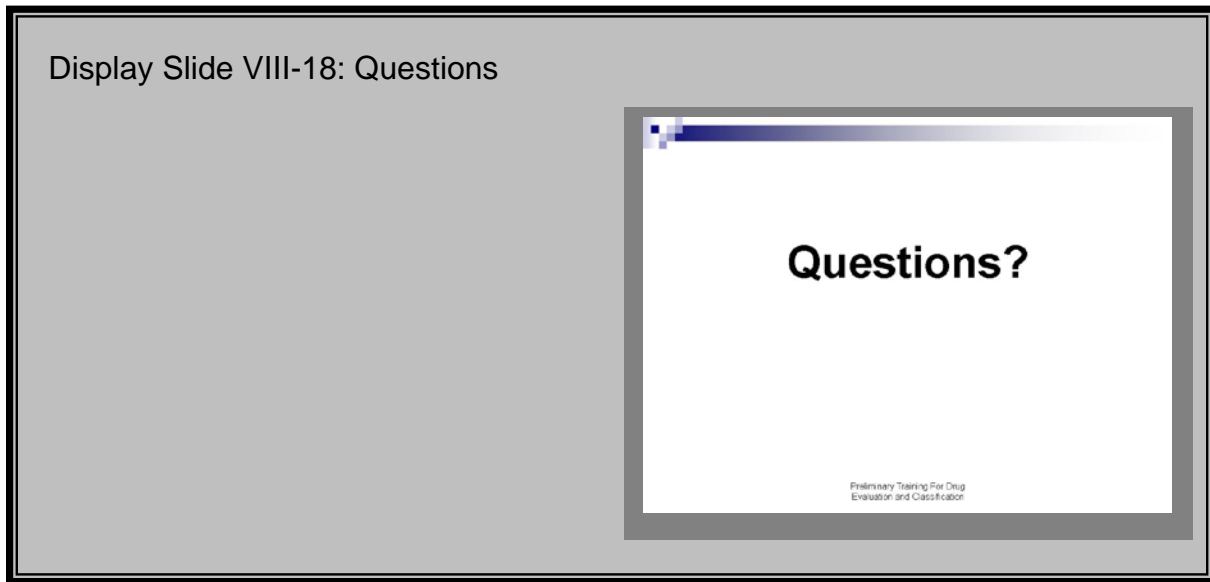 Display Slide VIII-18: Questions
Questions?
Preliminary Training For Drug
Evaluation and Classification